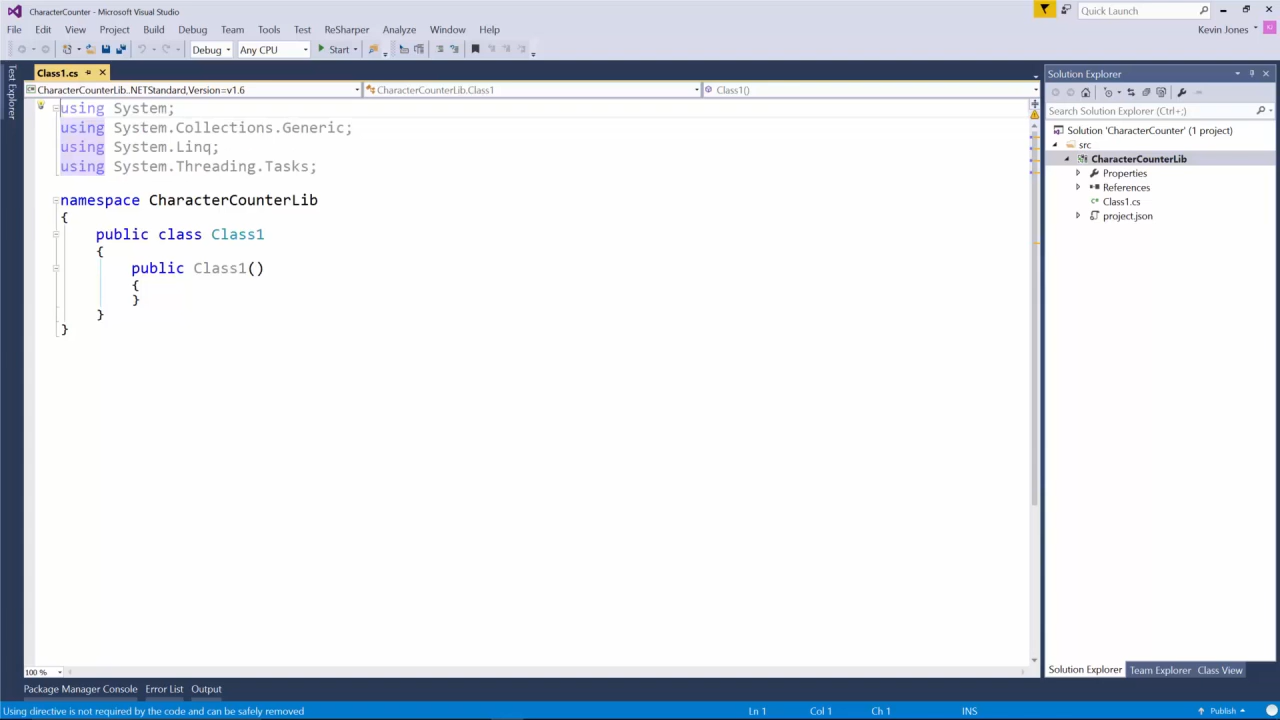 CharacterCounter - Microsoft Visual Studio
Quick Launch
File Edit View Project Build Debug Team Tools Test ReSharper Analyze Window Help
Kevin Jones
KJ
Debug Any CPU Start
Test Explorer
Class1.cs
CharacterCounterLib..NETStandard,Version=v1.6 CharacterCounterLib.Class1 Class1()
using System;
using System.Collections.Generic;
using System.Linq;
using System.Threading.Tasks;
namespace CharacterCounterLib
{
public class Class1
{
public Class1()
{
}
}
}
Solution Explorer
Search Solution Explorer (Ctrl+;)
Solution 'CharacterCounter' (1 project)
src
CharacterCounterLib
Properties
References
Class1.cs
project.json
100 %
Solution Explorer Team Explorer Class View
Package Manager Console Error List Output
Using directive is not required by the code and can be safely removed Ln 1 Col 1 Ch 1 INS Publish